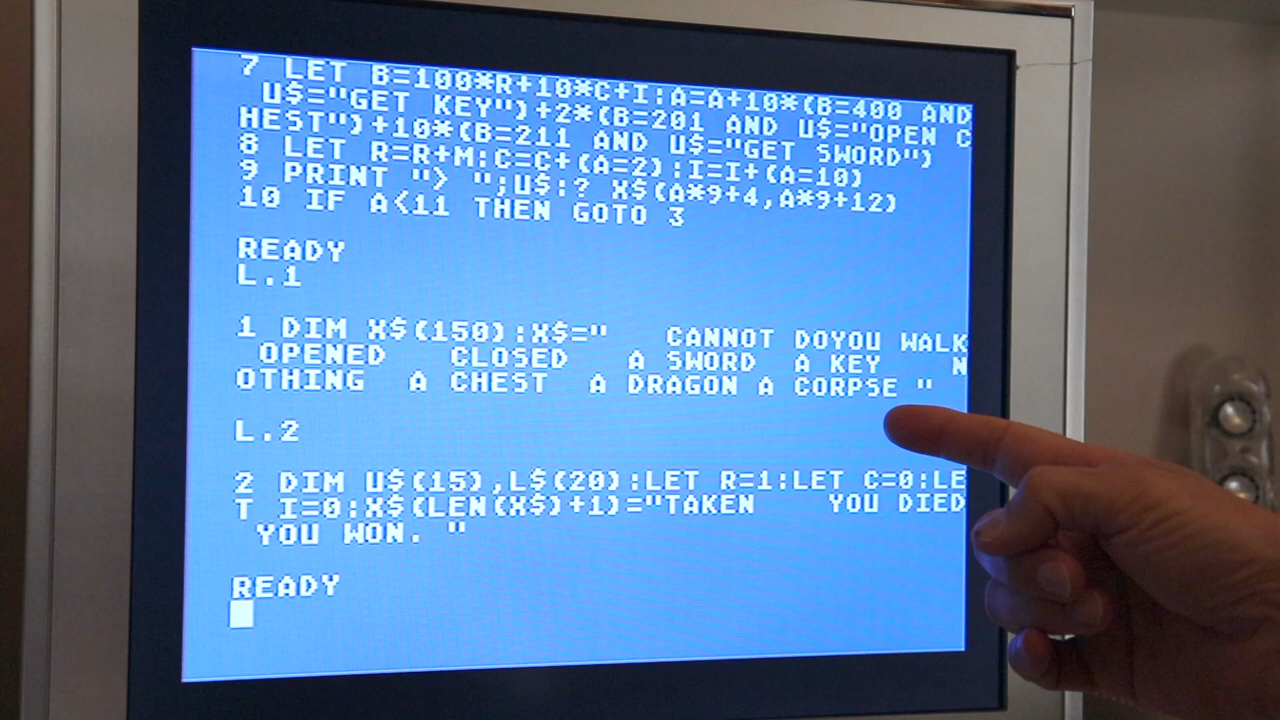 7 LET B=100*R+10*C+I:A=A+10*(B=400 AND
U$="GET KEY")+2*(B=201 AND U$="OPEN C
HEST")+10*(B=211 AND U$="GET SWORD")
8 LET R=R+M:C=C+(A=2):I=I+(A=10)
9 PRINT "> ";U$:? X$(A*9+4,A*9+12)
10 IF A<11 THEN GOTO 3
READY
L.1
1 DIM X$(150):X$="   CANNOT DOYOU WALK
 OPENED   CLOSED   A SWORD  A KEY    N
OTHING  A CHEST  A DRAGON A CORPSE "
L.2
2 DIM U$(15),L$(20):LET R=1:LET C=0:LE
T I=0:X$(LEN(X$)+1)="TAKEN    YOU DIED
 YOU WON. "
READY